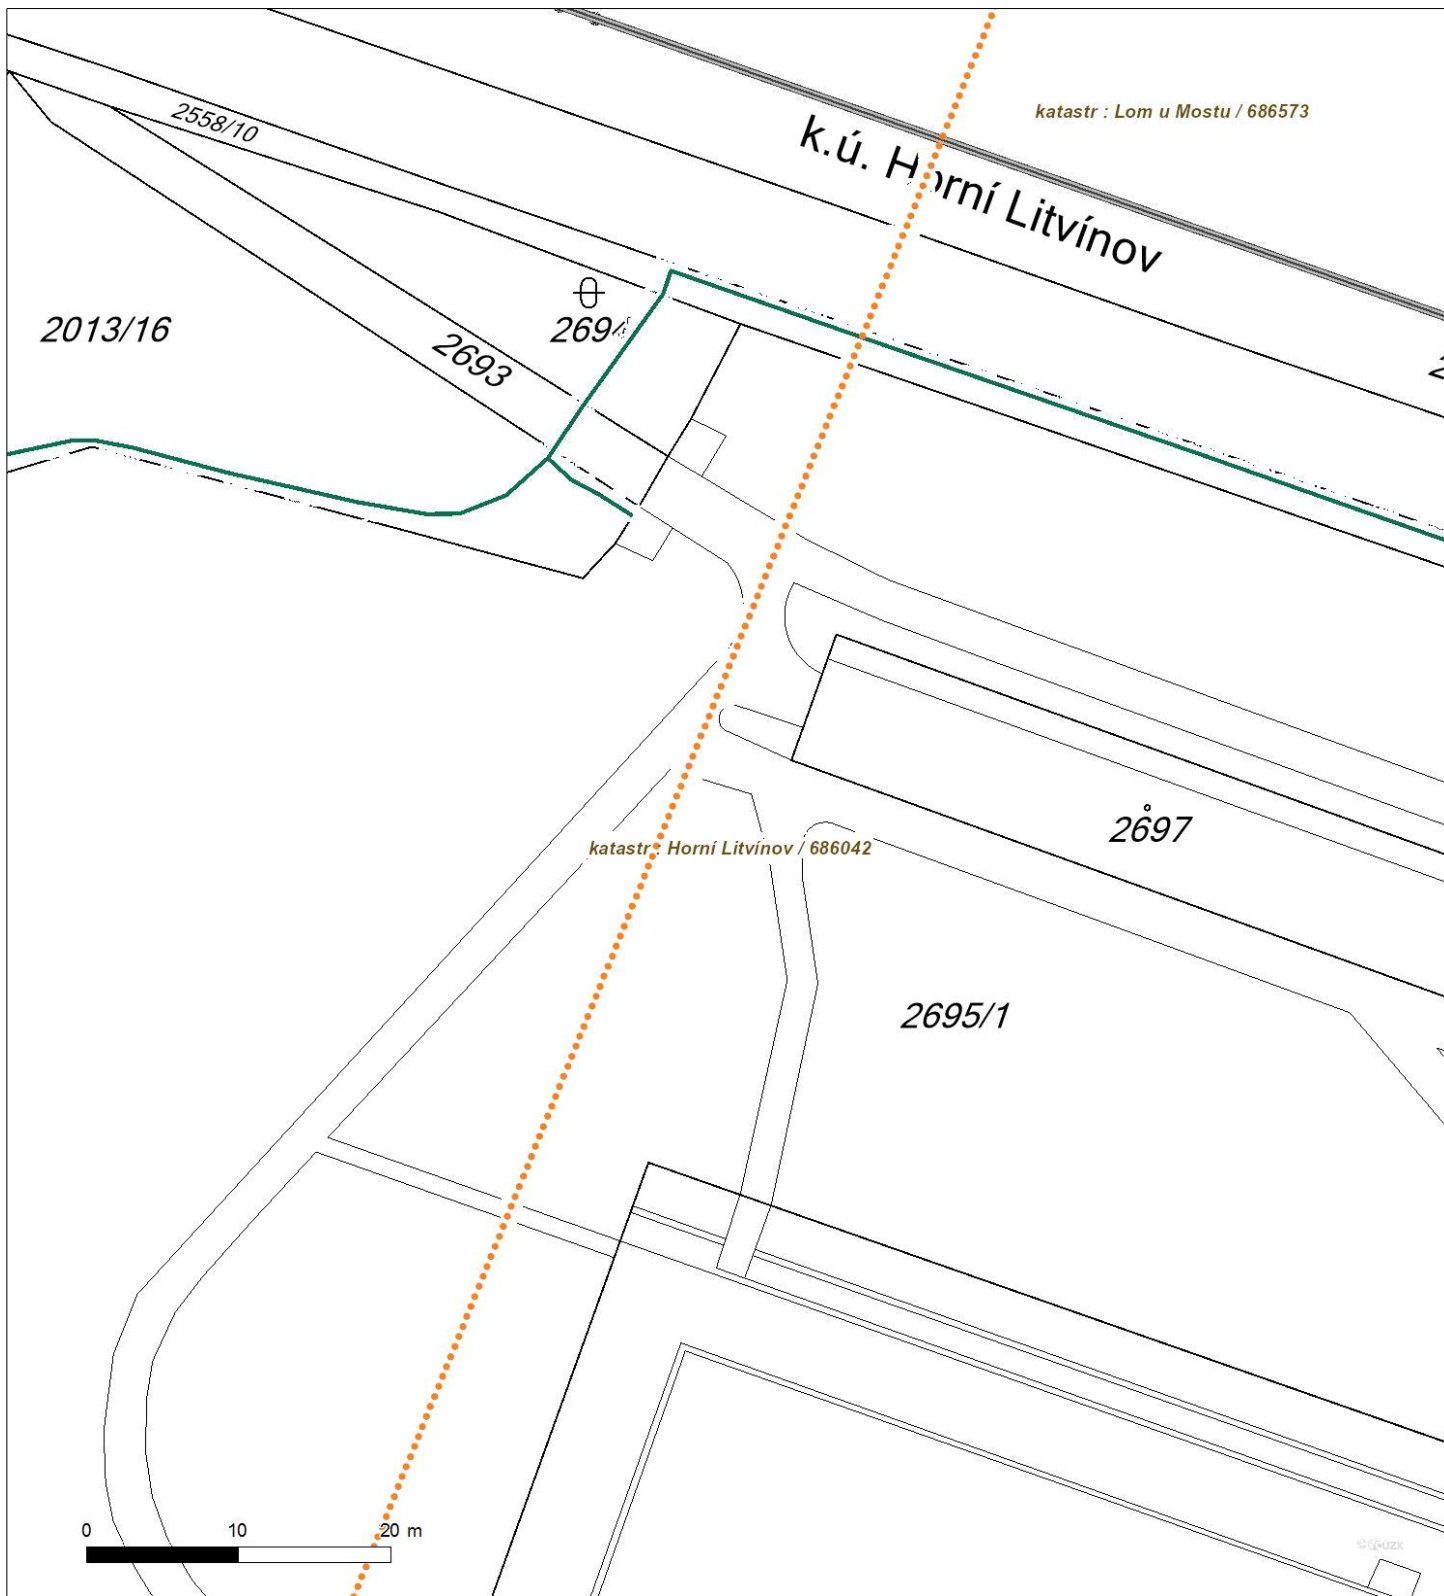 katastr : Lom u Mostu / 686573
2558/10
k.ú. Horní Litvínov
2013/16
2694
2693
2697
katastr : Horní Litvínov / 686042
2695/1
0 10 20 m